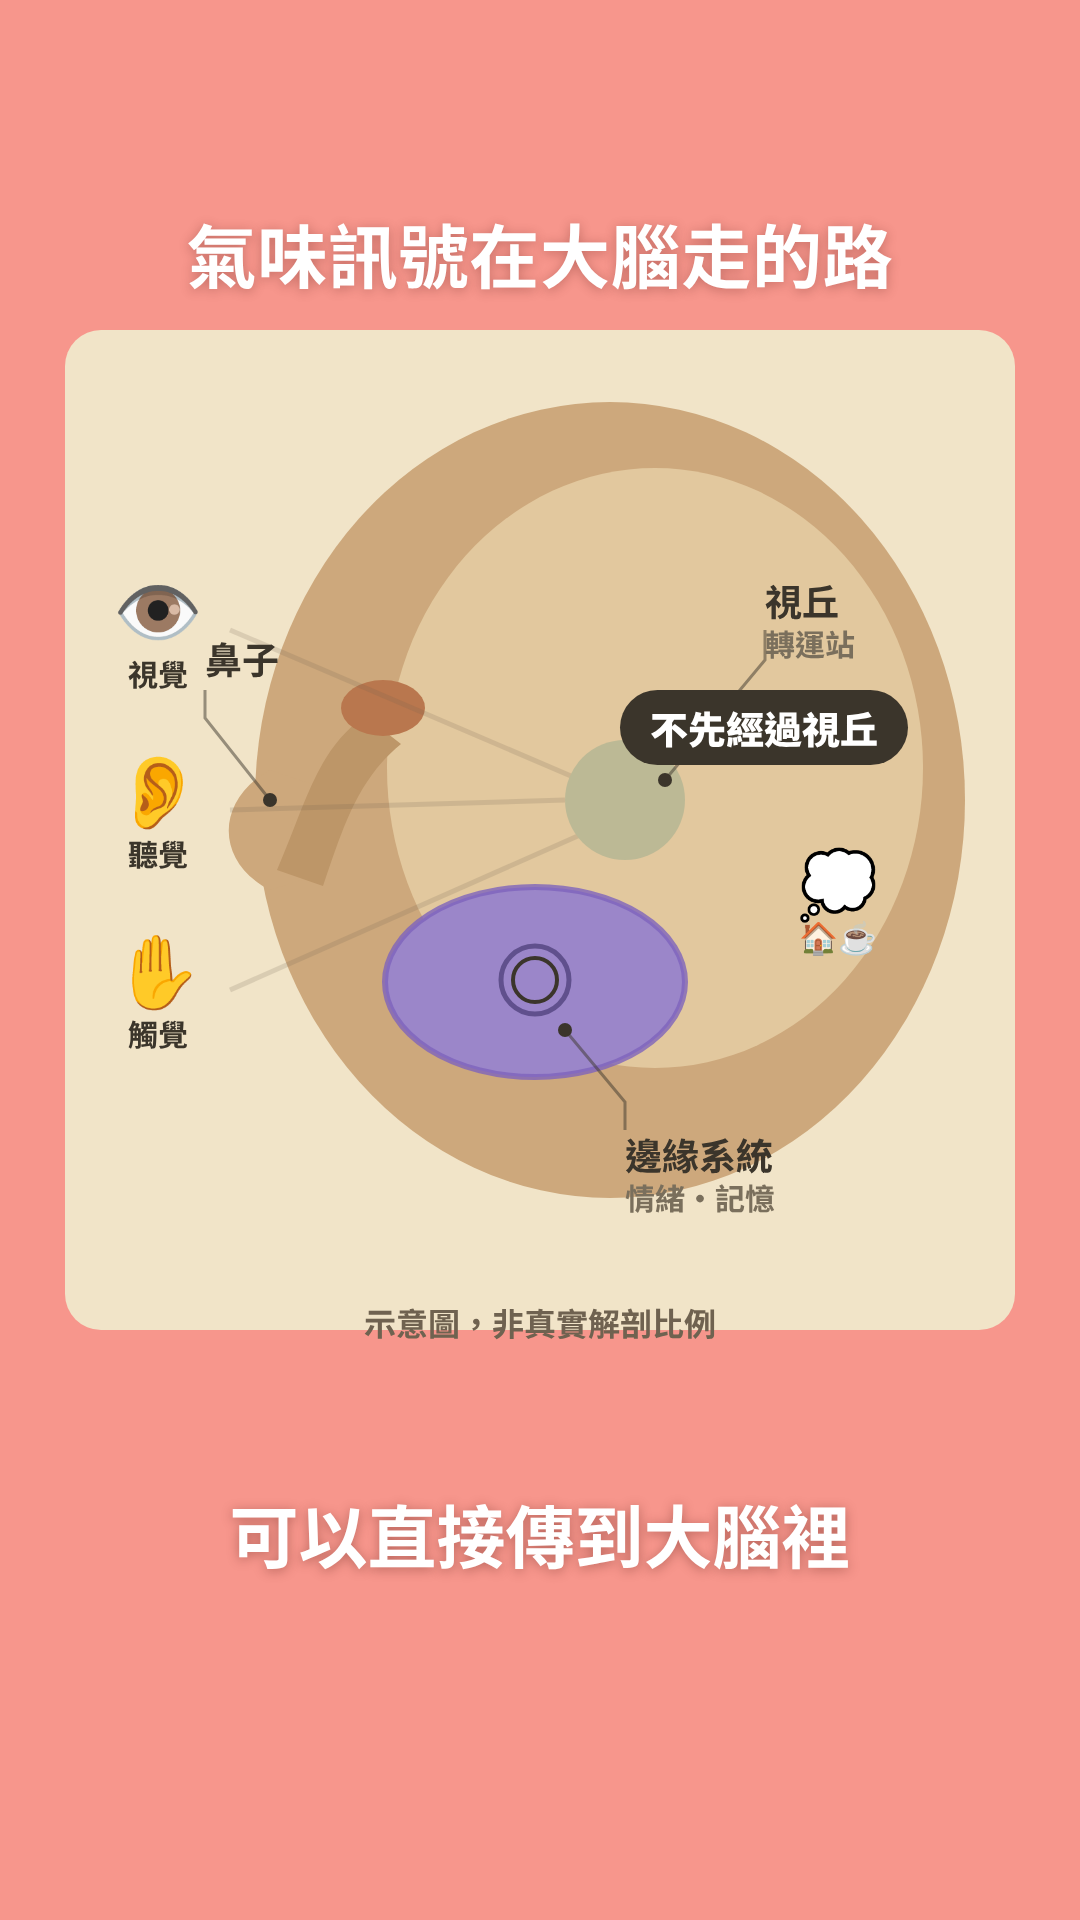 氣味訊號在大腦走的路
視覺
鼻子
聽覺
觸覺
視丘
轉運站
不先經過視丘
邊緣系統
情緒・記憶
示意圖，非真實解剖比例
可以直接傳到大腦裡